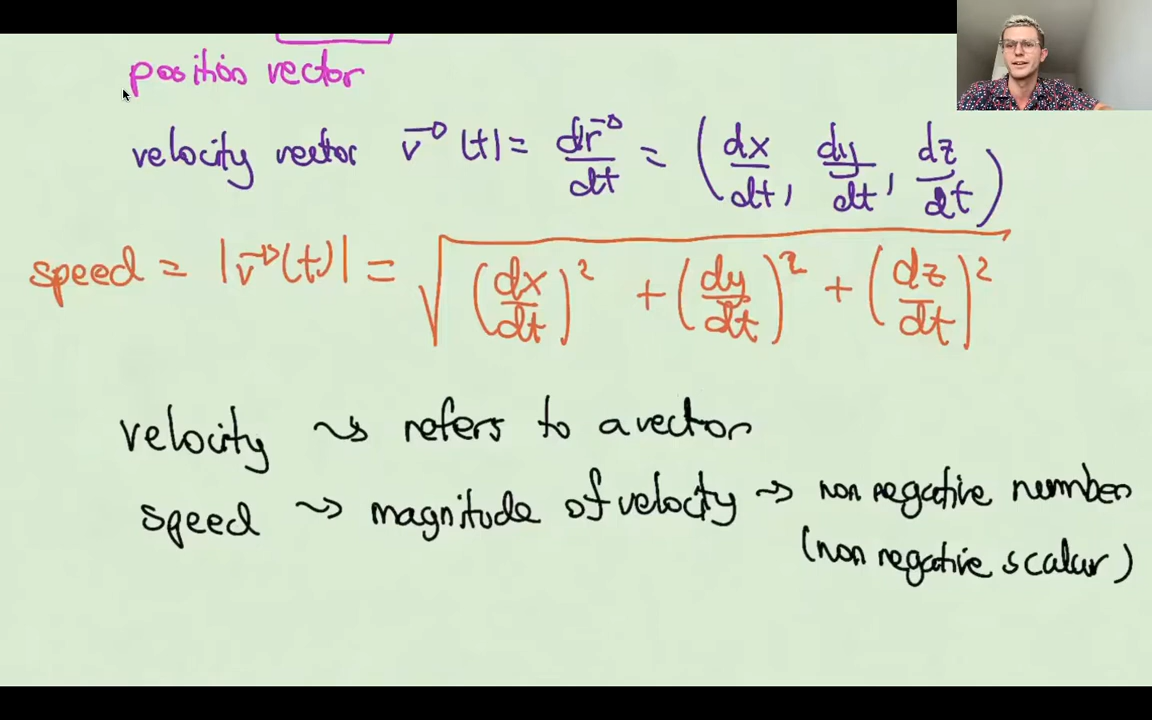 position vector
velocity vector v⃗(t) = dr⃗/dt = (dx/dt, dy/dt, dz/dt)
speed = |v⃗(t)| = √((dx/dt)² + (dy/dt)² + (dz/dt)²)
velocity ⇝ refers to a vector
speed ⇝ magnitude of velocity → non negative number
(non negative scalar)